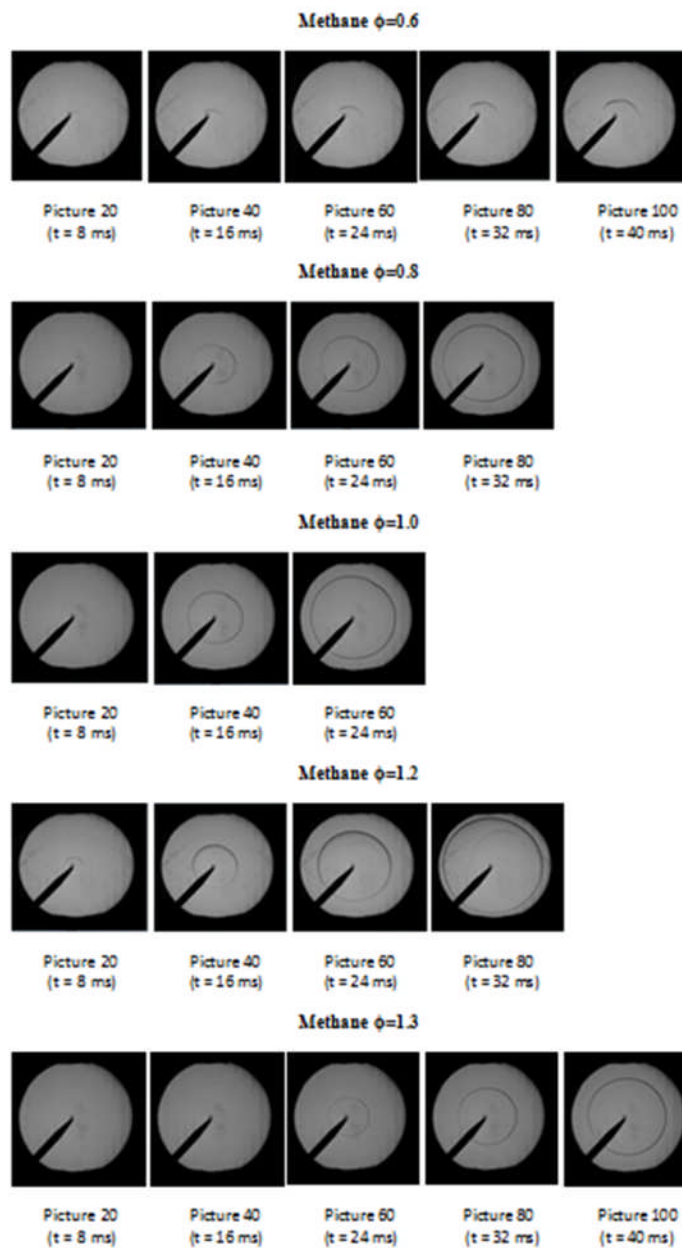 Methane ϕ=0.6
Picture 20 Picture 40 Picture 60 Picture 80 Picture 100
(t = 8 ms) (t = 16 ms) (t = 24 ms) (t = 32 ms) (t = 40 ms)
Methane ϕ=0.8
Picture 20 Picture 40 Picture 60 Picture 80
(t = 8 ms) (t = 16 ms) (t = 24 ms) (t = 32 ms)
Methane ϕ=1.0
Picture 20 Picture 40 Picture 60
(t = 8 ms) (t = 16 ms) (t = 24 ms)
Methane ϕ=1.2
Picture 20 Picture 40 Picture 60 Picture 80
(t = 8 ms) (t = 16 ms) (t = 24 ms) (t = 32 ms)
Methane ϕ=1.3
Picture 20 Picture 40 Picture 60 Picture 80 Picture 100
(t = 8 ms) (t = 16 ms) (t = 24 ms) (t = 32 ms) (t = 40 ms)